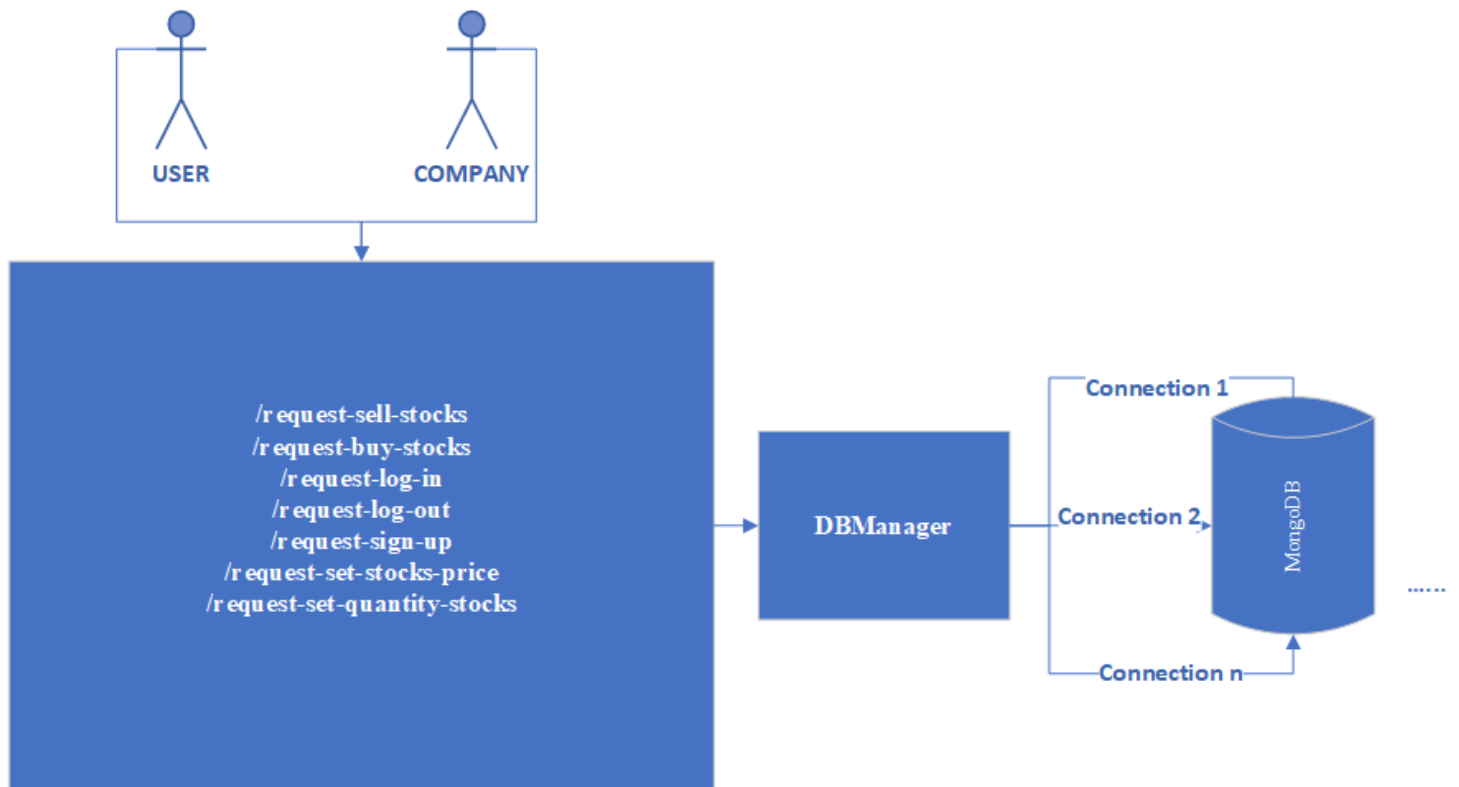 USER
COMPANY
/request-sell-stocks
/request-buy-stocks
/request-log-in
/request-log-out
/request-sign-up
/request-set-stocks-price
/request-set-quantity-stocks
DBManager
Connection 1
Connection 2
Connection n
MongoDB
......